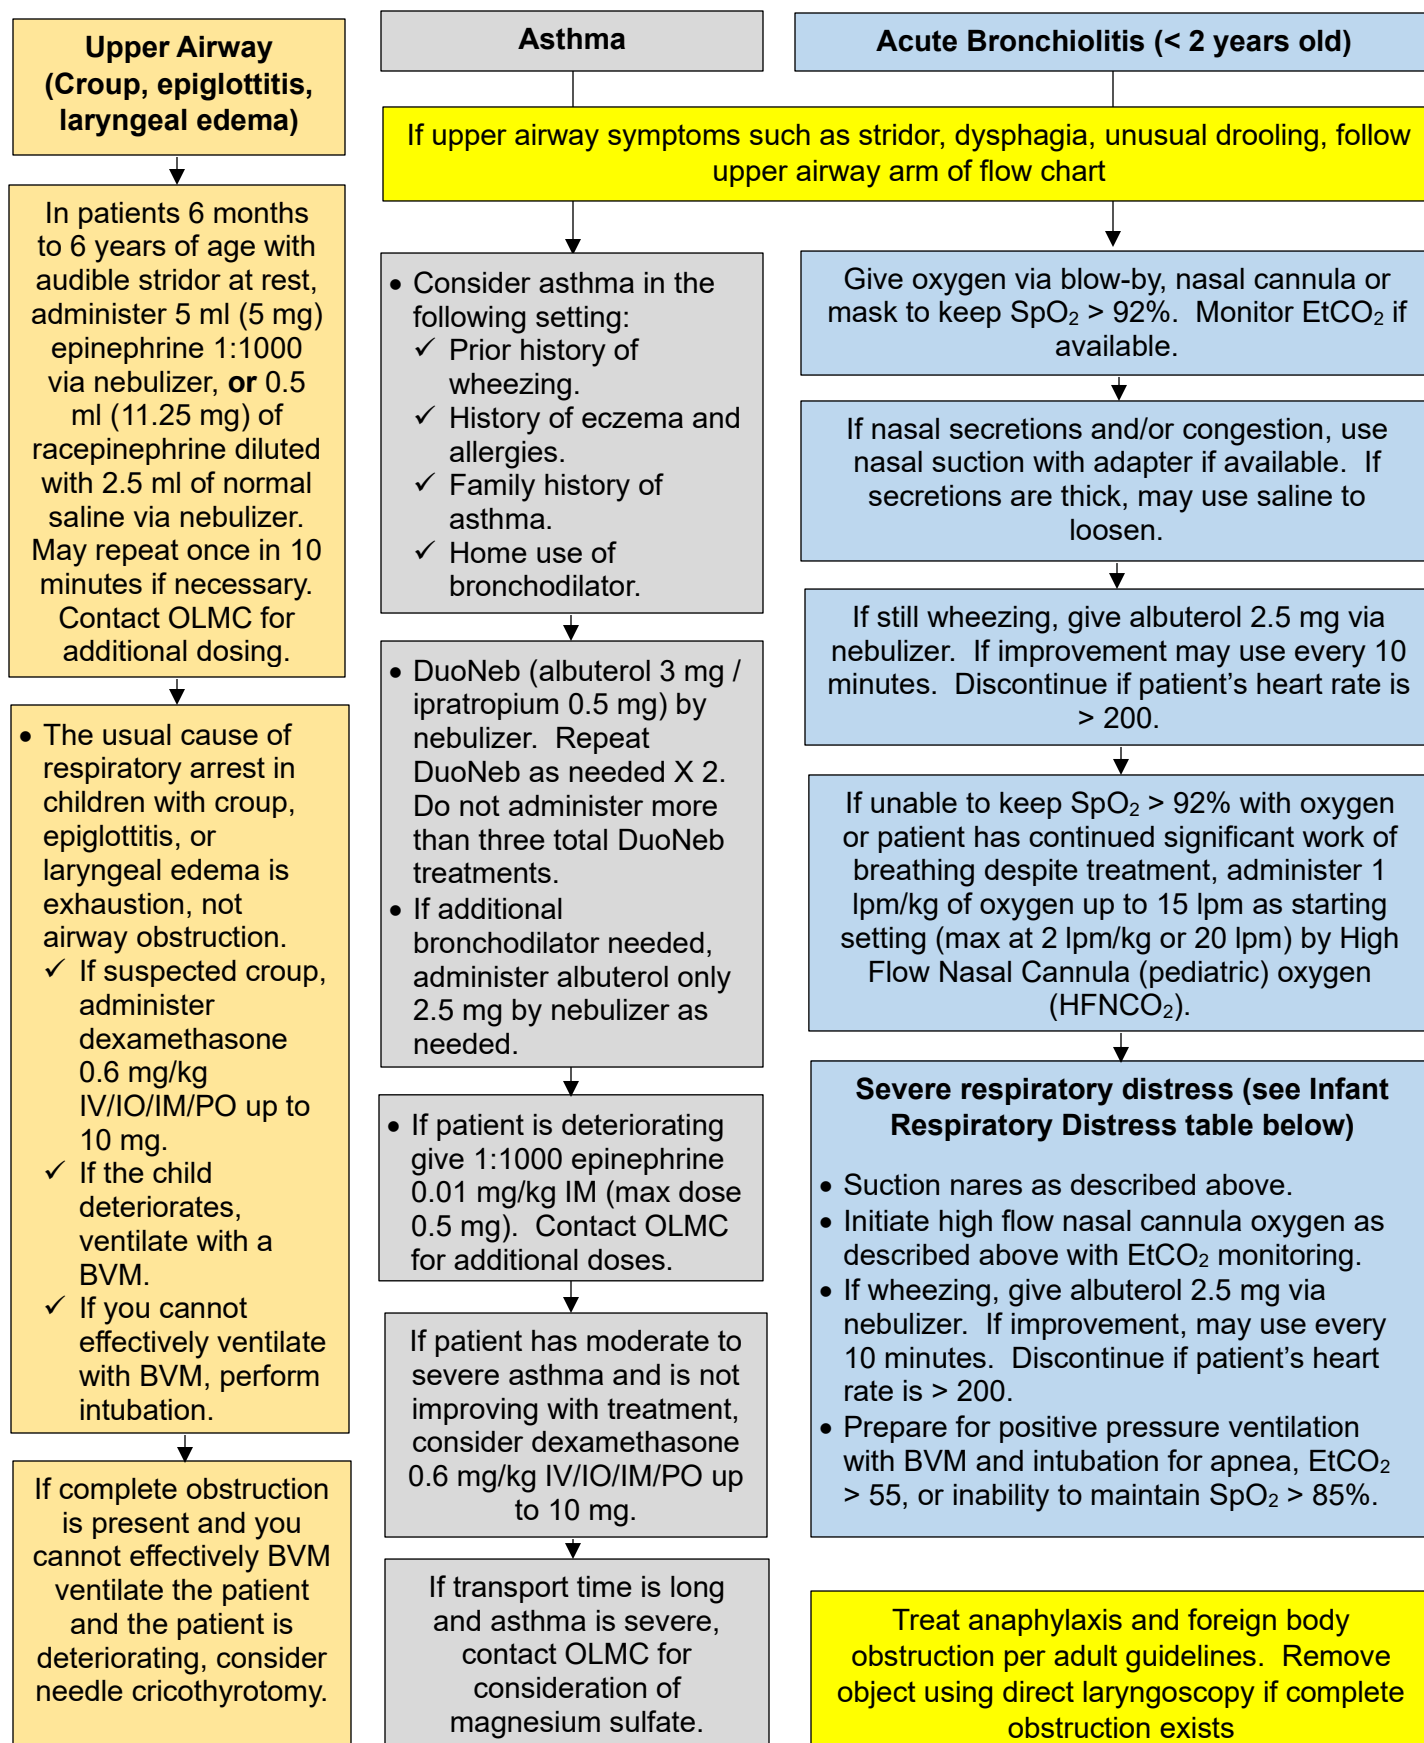 Upper Airway
(Croup, epiglottitis,
laryngeal edema)
In patients 6 months
to 6 years of age with
audible stridor at rest,
administer 5 ml (5 mg)
epinephrine 1:1000
via nebulizer, or 0.5
ml (11.25 mg) of
racepinephrine diluted
with 2.5 ml of normal
saline via nebulizer.
May repeat once in 10
minutes if necessary.
Contact OLMC for
additional dosing.
• The usual cause of
respiratory arrest in
children with croup,
epiglottitis, or
laryngeal edema is
exhaustion, not
airway obstruction.
✓ If suspected croup,
administer
dexamethasone
0.6 mg/kg
IV/IO/IM/PO up to
10 mg.
✓ If the child
deteriorates,
ventilate with a
BVM.
✓ If you cannot
effectively ventilate
with BVM, perform
intubation.
If complete obstruction
is present and you
cannot effectively BVM
ventilate the patient
and the patient is
deteriorating, consider
needle cricothyrotomy.
Asthma
Acute Bronchiolitis (< 2 years old)
If upper airway symptoms such as stridor, dysphagia, unusual drooling, follow
upper airway arm of flow chart
• Consider asthma in the
following setting:
✓ Prior history of
wheezing.
✓ History of eczema and
allergies.
✓ Family history of
asthma.
✓ Home use of
bronchodilator.
• DuoNeb (albuterol 3 mg /
ipratropium 0.5 mg) by
nebulizer. Repeat
DuoNeb as needed X 2.
Do not administer more
than three total DuoNeb
treatments.
• If additional
bronchodilator needed,
administer albuterol only
2.5 mg by nebulizer as
needed.
• If patient is deteriorating
give 1:1000 epinephrine
0.01 mg/kg IM (max dose
0.5 mg). Contact OLMC
for additional doses.
If patient has moderate to
severe asthma and is not
improving with treatment,
consider dexamethasone
0.6 mg/kg IV/IO/IM/PO up
to 10 mg.
If transport time is long
and asthma is severe,
contact OLMC for
consideration of
magnesium sulfate.
Give oxygen via blow-by, nasal cannula or
mask to keep SpO₂ > 92%. Monitor EtCO₂ if
available.
If nasal secretions and/or congestion, use
nasal suction with adapter if available. If
secretions are thick, may use saline to
loosen.
If still wheezing, give albuterol 2.5 mg via
nebulizer. If improvement may use every 10
minutes. Discontinue if patient’s heart rate is
> 200.
If unable to keep SpO₂ > 92% with oxygen
or patient has continued significant work of
breathing despite treatment, administer 1
lpm/kg of oxygen up to 15 lpm as starting
setting (max at 2 lpm/kg or 20 lpm) by High
Flow Nasal Cannula (pediatric) oxygen
(HFNCO₂).
Severe respiratory distress (see Infant
Respiratory Distress table below)
• Suction nares as described above.
• Initiate high flow nasal cannula oxygen as
described above with EtCO₂ monitoring.
• If wheezing, give albuterol 2.5 mg via
nebulizer. If improvement, may use every
10 minutes. Discontinue if patient’s heart
rate is > 200.
• Prepare for positive pressure ventilation
with BVM and intubation for apnea, EtCO₂
> 55, or inability to maintain SpO₂ > 85%.
Treat anaphylaxis and foreign body
obstruction per adult guidelines. Remove
object using direct laryngoscopy if complete
obstruction exists